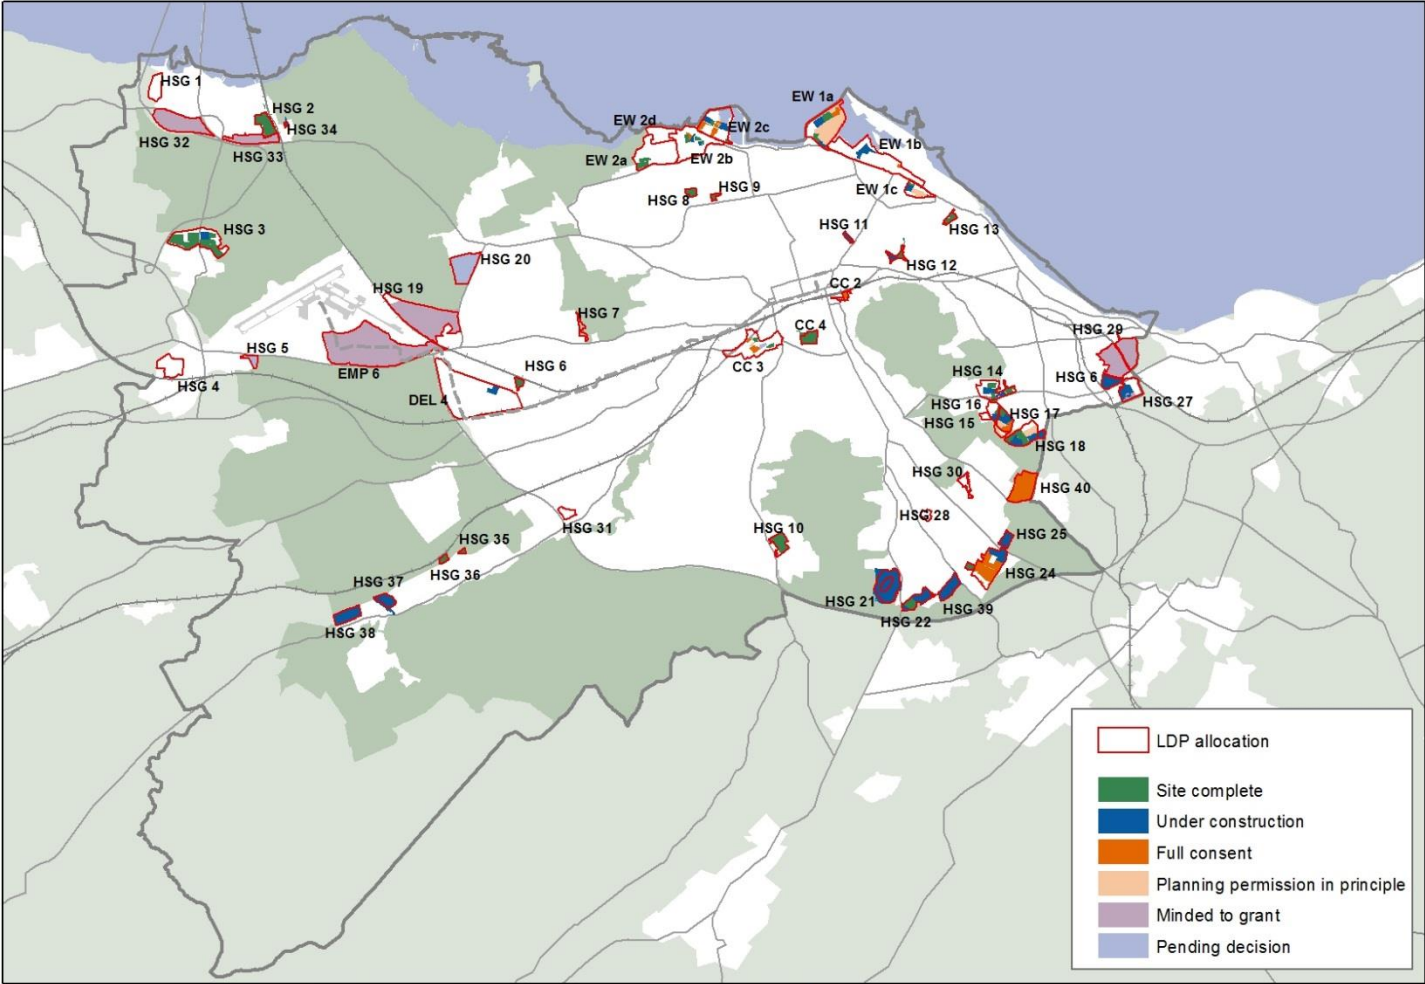 HSG 1
HSG 2
HSG 34
HSG 32
HSG 33
EW 1a
EW 2d
EW 2c
EW 1b
EW 2a
EW 2b
EW 1c
HSG 8
HSG 9
HSG 3
HSG 11
HSG 13
HSG 20
HSG 12
HSG 19
CC 2
HSG 7
CC 4
HSG 29
HSG 5
CC 3
EMP 6
HSG 6
HSG 14
HSG 6
HSG 4
DEL 4
HSG 16
HSG 27
HSG 15
HSG 17
HSG 18
HSG 30
HSG 40
HSG 28
HSG 31
HSG 10
HSG 25
HSG 35
HSG 36
HSG 24
HSG 37
HSG 21
HSG 39
HSG 22
HSG 38
LDP allocation
Site complete
Under construction
Full consent
Planning permission in principle
Minded to grant
Pending decision